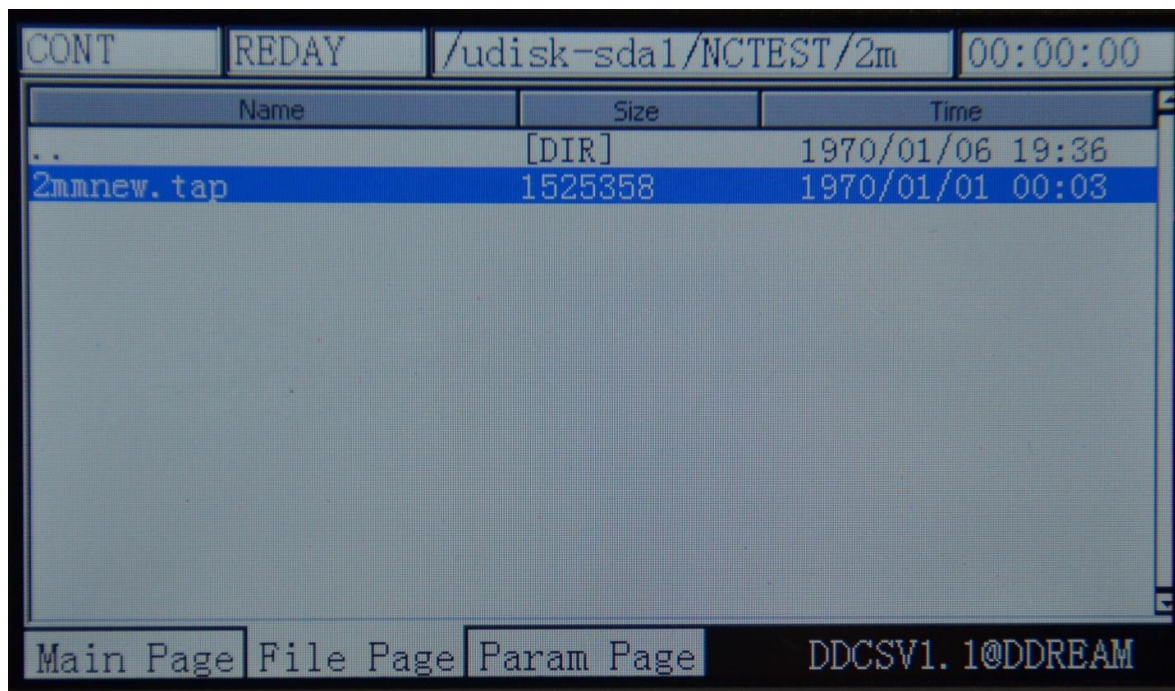 CONT REDAY /udisk-sda1/NCTEST/2m 00:00:00
Name Size Time
.. [DIR] 1970/01/06 19:36
2mmnew.tap 1525358 1970/01/01 00:03
Main Page File Page Param Page DDCSV1.1@DDREAM